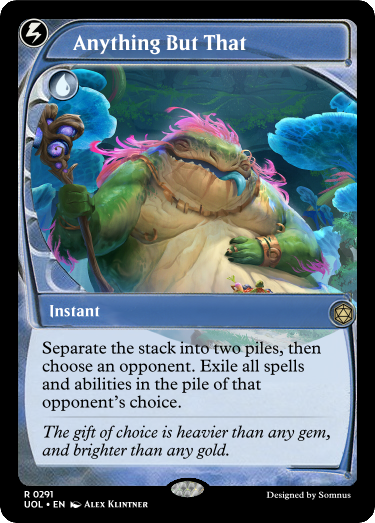 Anything But That
Instant
Separate the stack into two piles, then
choose an opponent. Exile all spells
and abilities in the pile of that
opponent's choice.
The gift of choice is heavier than any gem,
and brighter than any gold.
R 0291
UOL • EN Alex Klintner
Designed by Somnus